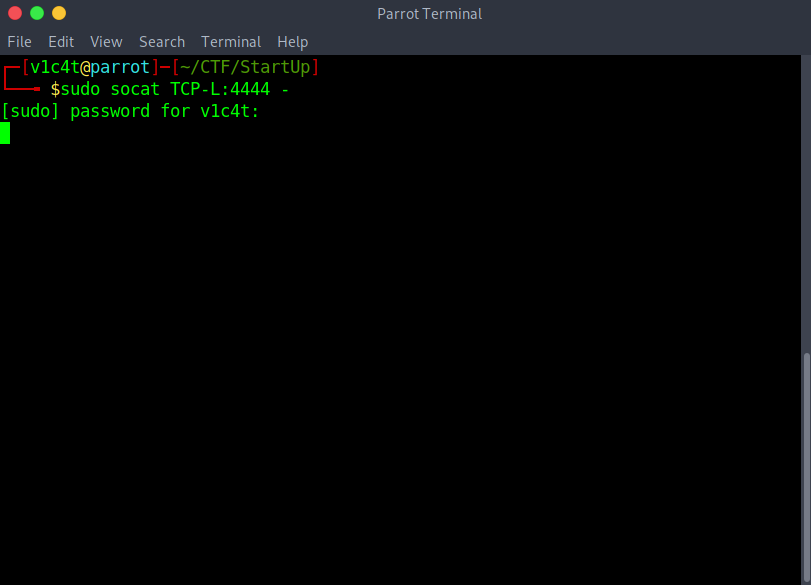 Parrot Terminal
File Edit View Search Terminal Help
┌─[v1c4t@parrot]─[~/CTF/StartUp]
└──╼ $sudo socat TCP-L:4444 -
[sudo] password for v1c4t: